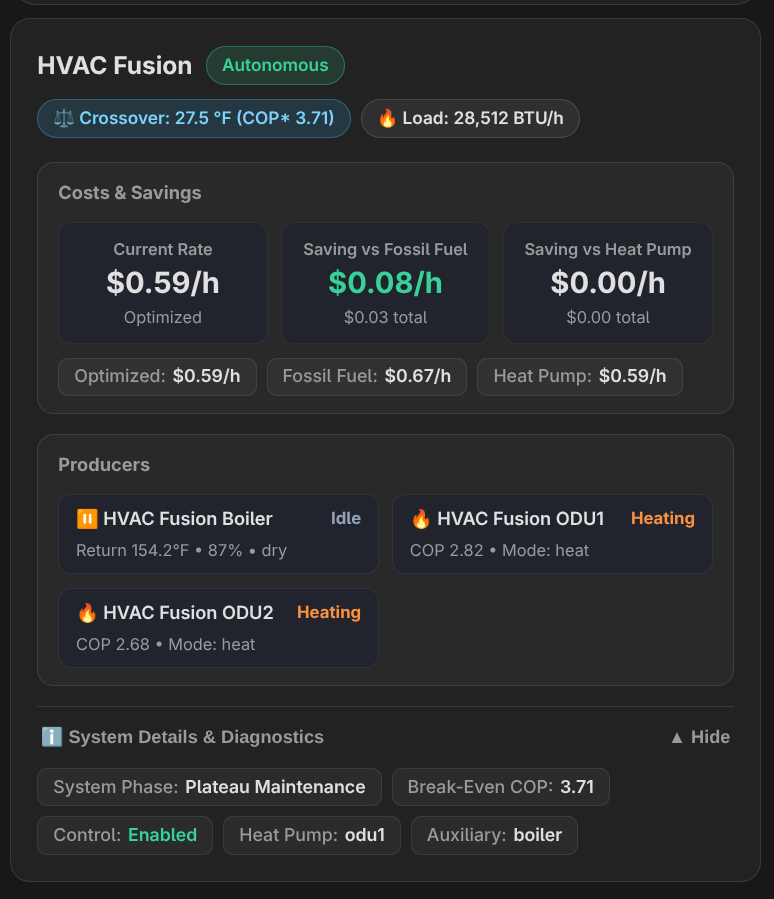 HVAC Fusion Autonomous
⚖️ Crossover: 27.5 °F (COP* 3.71) 🔥 Load: 28,512 BTU/h
Costs & Savings
Current Rate Saving vs Fossil Fuel Saving vs Heat Pump
$0.59/h $0.08/h $0.00/h
Optimized $0.03 total $0.00 total
Optimized: $0.59/h Fossil Fuel: $0.67/h Heat Pump: $0.59/h
Producers
⏸️ HVAC Fusion Boiler Idle 🔥 HVAC Fusion ODU1 Heating
Return 154.2°F • 87% • dry COP 2.82 • Mode: heat
🔥 HVAC Fusion ODU2 Heating
COP 2.68 • Mode: heat
ℹ️ System Details & Diagnostics ▲ Hide
System Phase: Plateau Maintenance Break-Even COP: 3.71
Control: Enabled Heat Pump: odu1 Auxiliary: boiler